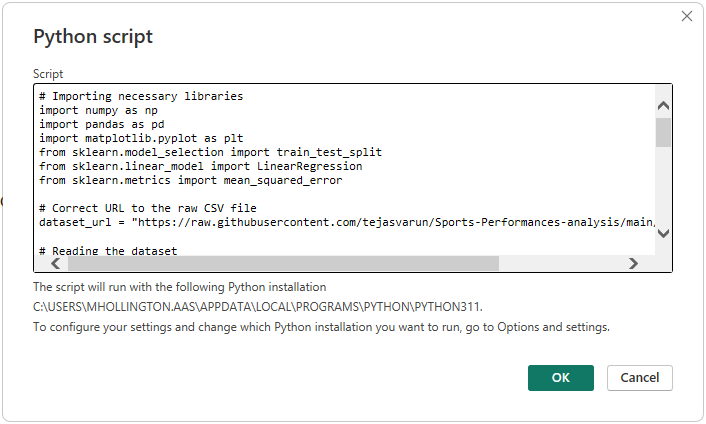 Python script
Script
# Importing necessary libraries
import numpy as np
import pandas as pd
import matplotlib.pyplot as plt
from sklearn.model_selection import train_test_split
from sklearn.linear_model import LinearRegression
from sklearn.metrics import mean_squared_error
# Correct URL to the raw CSV file
dataset_url = "https://raw.githubusercontent.com/tejasvarun/Sports-Performances-analysis/main/
# Reading the dataset
The script will run with the following Python installation
C:\USERS\MHOLLINGTON.AAS\APPDATA\LOCAL\PROGRAMS\PYTHON\PYTHON311.
To configure your settings and change which Python installation you want to run, go to Options and settings.
OK
Cancel